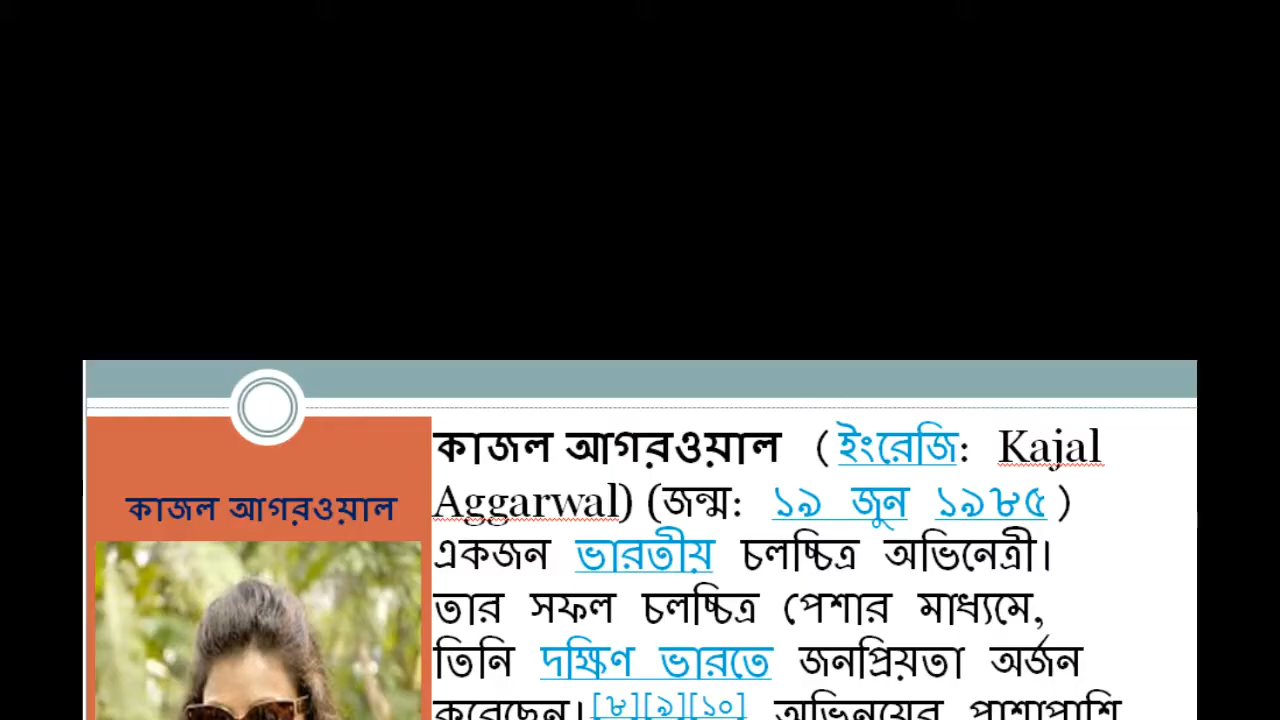 কাজল আগরওয়াল (ইংরেজি: Kajal
Aggarwal) (জন্ম: ১৯ জুন ১৯৮৫)
একজন ভারতীয় চলচ্চিত্র অভিনেত্রী।
তার সফল চলচ্চিত্র পেশার মাধ্যমে,
তিনি দক্ষিণ ভারতে জনপ্রিয়তা অর্জন
করেছেন।[৮][৯][১০] অভিনয়ের পাশাপাশি
কাজল আগরওয়াল